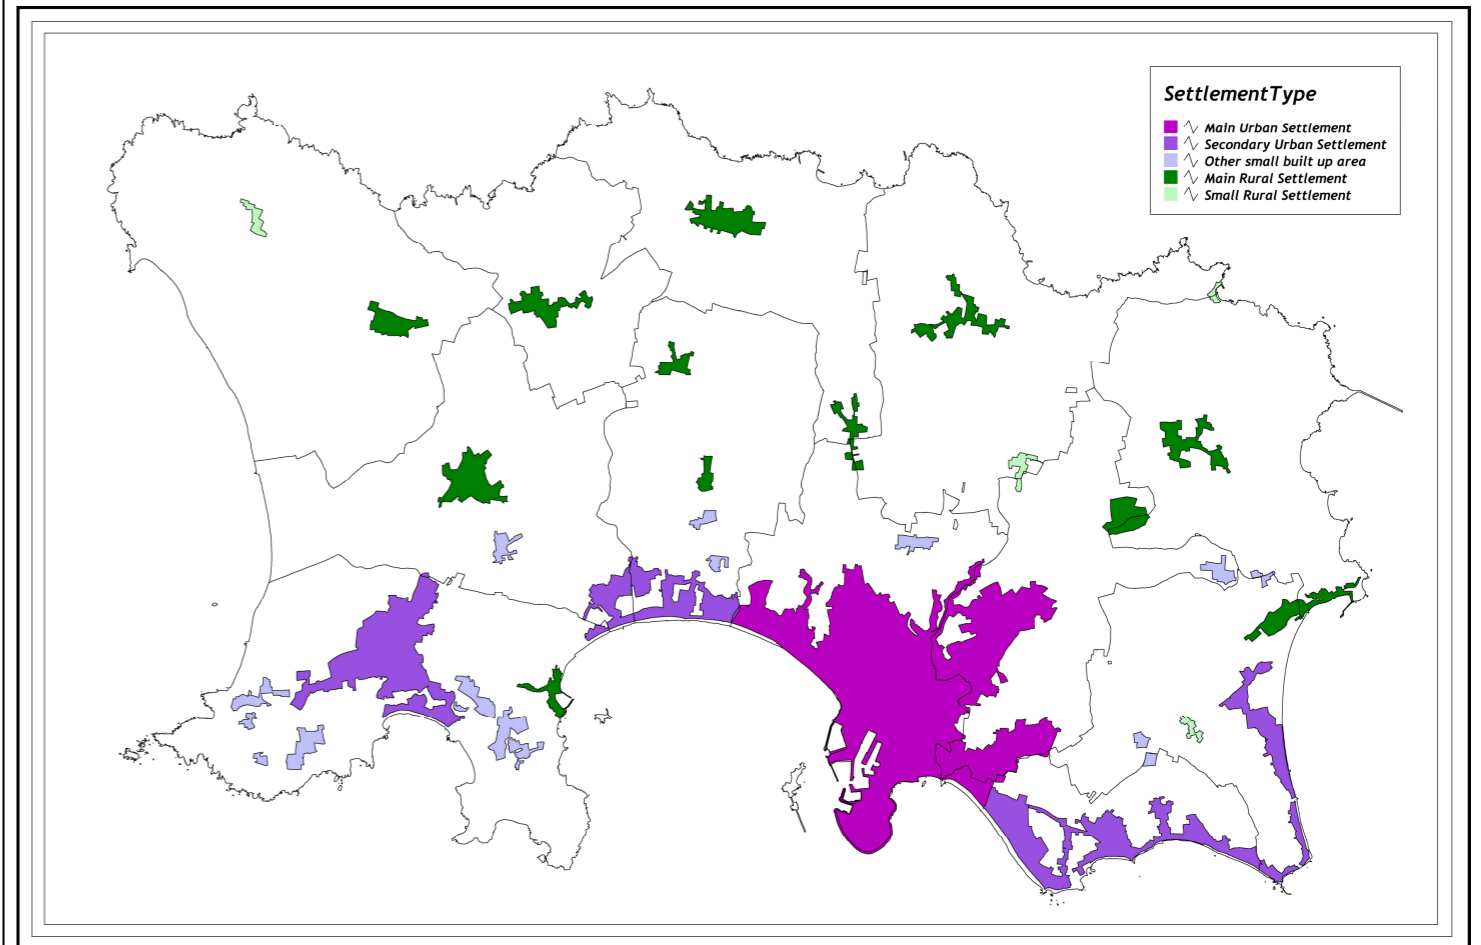 SettlementType
Main Urban Settlement
Secondary Urban Settlement
Other small built up area
Main Rural Settlement
Small Rural Settlement